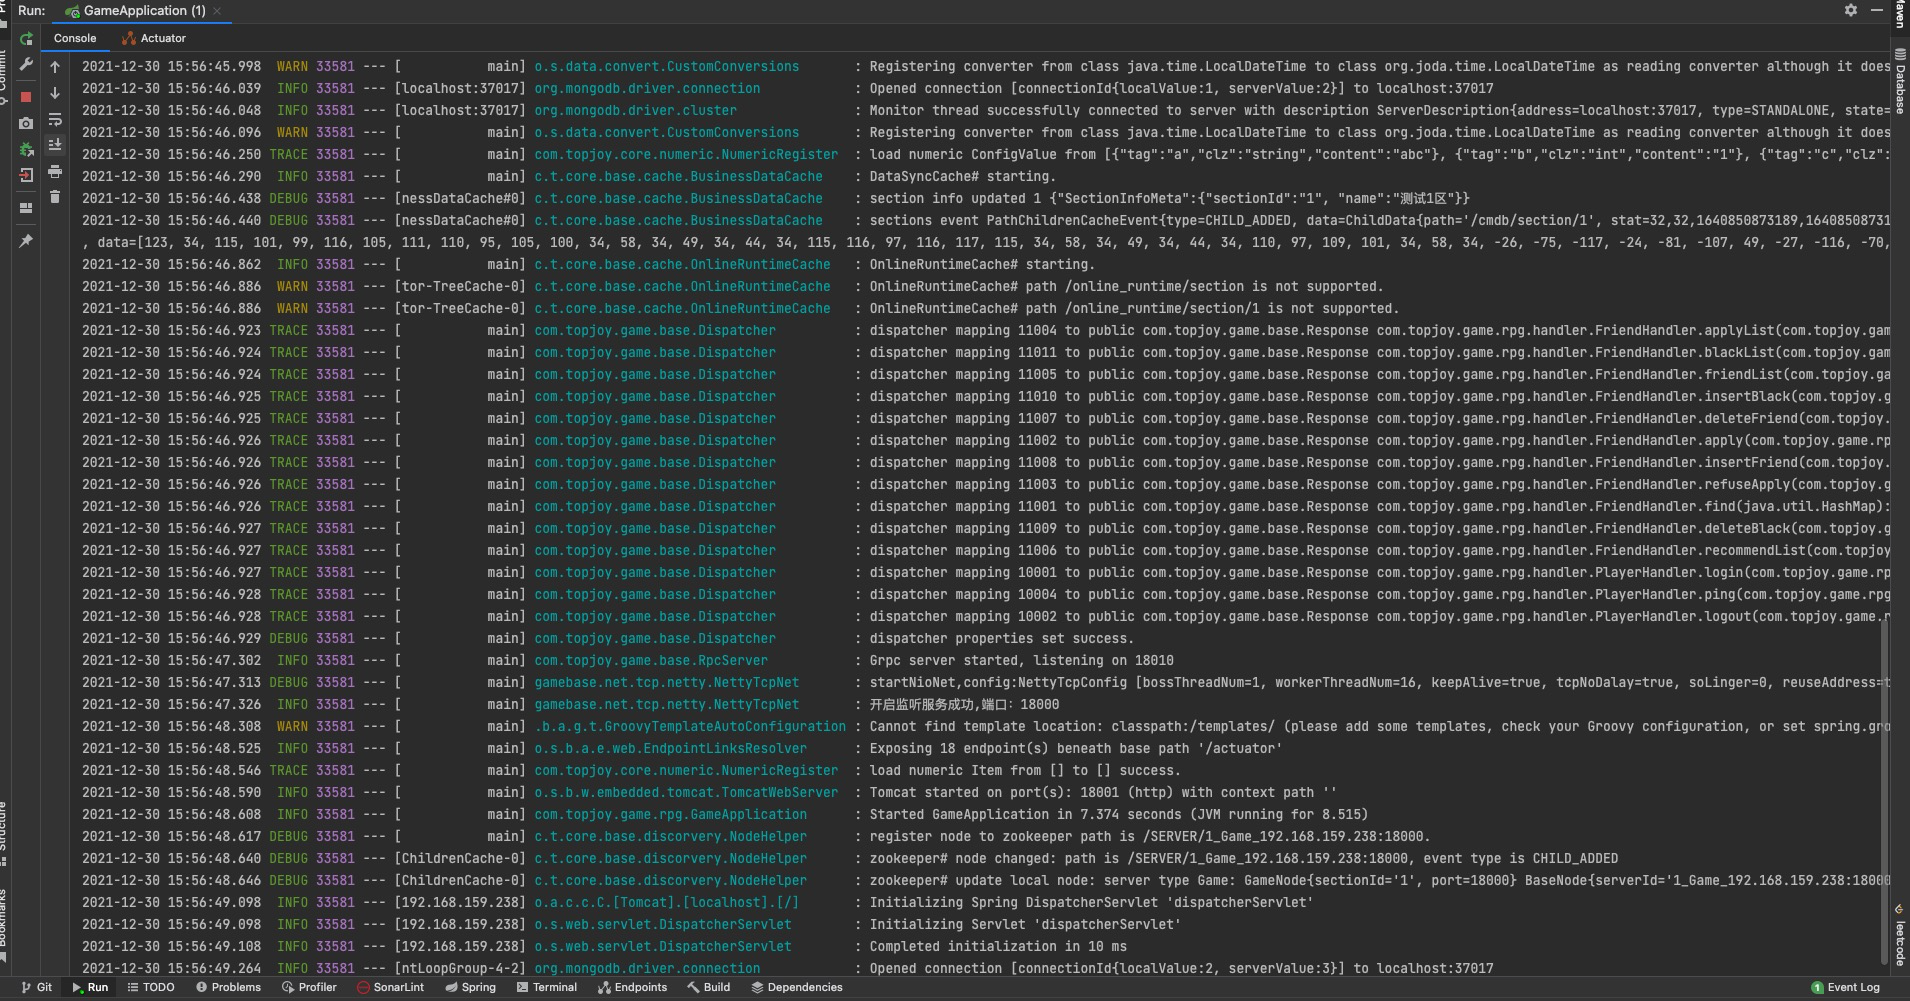 Run: GameApplication (1)
Console Actuator
2021-12-30 15:56:45.998 WARN 33581 --- [ main] o.s.data.convert.CustomConversions : Registering converter from class java.time.LocalDateTime to class org.joda.time.LocalDateTime as reading converter although it does
2021-12-30 15:56:46.039 INFO 33581 --- [localhost:37017] org.mongodb.driver.connection : Opened connection [connectionId{localValue:1, serverValue:2}] to localhost:37017
2021-12-30 15:56:46.048 INFO 33581 --- [localhost:37017] org.mongodb.driver.cluster : Monitor thread successfully connected to server with description ServerDescription{address=localhost:37017, type=STANDALONE, state=
2021-12-30 15:56:46.096 WARN 33581 --- [ main] o.s.data.convert.CustomConversions : Registering converter from class java.time.LocalDateTime to class org.joda.time.LocalDateTime as reading converter although it does
2021-12-30 15:56:46.250 TRACE 33581 --- [ main] com.topjoy.core.numeric.NumericRegister : load numeric ConfigValue from [{"tag":"a","clz":"string","content":"abc"}, {"tag":"b","clz":"int","content":"1"}, {"tag":"c","clz":
2021-12-30 15:56:46.290 INFO 33581 --- [ main] c.t.core.base.cache.BusinessDataCache : DataSyncCache# starting.
2021-12-30 15:56:46.438 DEBUG 33581 --- [nessDataCache#0] c.t.core.base.cache.BusinessDataCache : section info updated 1 {"SectionInfoMeta":{"sectionId":"1", "name":"测试1区"}}
2021-12-30 15:56:46.440 DEBUG 33581 --- [nessDataCache#0] c.t.core.base.cache.BusinessDataCache : sections event PathChildrenCacheEvent{type=CHILD_ADDED, data=ChildData{path='/cmdb/section/1', stat=32,32,1640850873189,16408508731
, data=[123, 34, 115, 101, 99, 116, 105, 111, 110, 95, 105, 100, 34, 58, 34, 49, 34, 44, 34, 115, 116, 97, 116, 117, 115, 34, 58, 34, 49, 34, 44, 34, 110, 97, 109, 101, 34, 58, 34, -26, -75, -117, -24, -81, -107, 49, -27, -116, -70,
2021-12-30 15:56:46.862 INFO 33581 --- [ main] c.t.core.base.cache.OnlineRuntimeCache : OnlineRuntimeCache# starting.
2021-12-30 15:56:46.886 WARN 33581 --- [tor-TreeCache-0] c.t.core.base.cache.OnlineRuntimeCache : OnlineRuntimeCache# path /online_runtime/section is not supported.
2021-12-30 15:56:46.886 WARN 33581 --- [tor-TreeCache-0] c.t.core.base.cache.OnlineRuntimeCache : OnlineRuntimeCache# path /online_runtime/section/1 is not supported.
2021-12-30 15:56:46.923 TRACE 33581 --- [ main] com.topjoy.game.base.Dispatcher : dispatcher mapping 11004 to public com.topjoy.game.base.Response com.topjoy.game.rpg.handler.FriendHandler.applyList(com.topjoy.gam
2021-12-30 15:56:46.924 TRACE 33581 --- [ main] com.topjoy.game.base.Dispatcher : dispatcher mapping 11011 to public com.topjoy.game.base.Response com.topjoy.game.rpg.handler.FriendHandler.blackList(com.topjoy.gam
2021-12-30 15:56:46.924 TRACE 33581 --- [ main] com.topjoy.game.base.Dispatcher : dispatcher mapping 11005 to public com.topjoy.game.base.Response com.topjoy.game.rpg.handler.FriendHandler.friendList(com.topjoy.ga
2021-12-30 15:56:46.925 TRACE 33581 --- [ main] com.topjoy.game.base.Dispatcher : dispatcher mapping 11010 to public com.topjoy.game.base.Response com.topjoy.game.rpg.handler.FriendHandler.insertBlack(com.topjoy.g
2021-12-30 15:56:46.925 TRACE 33581 --- [ main] com.topjoy.game.base.Dispatcher : dispatcher mapping 11007 to public com.topjoy.game.base.Response com.topjoy.game.rpg.handler.FriendHandler.deleteFriend(com.topjoy.
2021-12-30 15:56:46.926 TRACE 33581 --- [ main] com.topjoy.game.base.Dispatcher : dispatcher mapping 11002 to public com.topjoy.game.base.Response com.topjoy.game.rpg.handler.FriendHandler.apply(com.topjoy.game.rp
2021-12-30 15:56:46.926 TRACE 33581 --- [ main] com.topjoy.game.base.Dispatcher : dispatcher mapping 11008 to public com.topjoy.game.base.Response com.topjoy.game.rpg.handler.FriendHandler.insertFriend(com.topjoy.
2021-12-30 15:56:46.926 TRACE 33581 --- [ main] com.topjoy.game.base.Dispatcher : dispatcher mapping 11003 to public com.topjoy.game.base.Response com.topjoy.game.rpg.handler.FriendHandler.refuseApply(com.topjoy.g
2021-12-30 15:56:46.926 TRACE 33581 --- [ main] com.topjoy.game.base.Dispatcher : dispatcher mapping 11001 to public com.topjoy.game.base.Response com.topjoy.game.rpg.handler.FriendHandler.find(java.util.HashMap):
2021-12-30 15:56:46.927 TRACE 33581 --- [ main] com.topjoy.game.base.Dispatcher : dispatcher mapping 11009 to public com.topjoy.game.base.Response com.topjoy.game.rpg.handler.FriendHandler.deleteBlack(com.topjoy.g
2021-12-30 15:56:46.927 TRACE 33581 --- [ main] com.topjoy.game.base.Dispatcher : dispatcher mapping 11006 to public com.topjoy.game.base.Response com.topjoy.game.rpg.handler.FriendHandler.recommendList(com.topjoy
2021-12-30 15:56:46.927 TRACE 33581 --- [ main] com.topjoy.game.base.Dispatcher : dispatcher mapping 10001 to public com.topjoy.game.base.Response com.topjoy.game.rpg.handler.PlayerHandler.login(com.topjoy.game.rp
2021-12-30 15:56:46.928 TRACE 33581 --- [ main] com.topjoy.game.base.Dispatcher : dispatcher mapping 10004 to public com.topjoy.game.base.Response com.topjoy.game.rpg.handler.PlayerHandler.ping(com.topjoy.game.rpg
2021-12-30 15:56:46.928 TRACE 33581 --- [ main] com.topjoy.game.base.Dispatcher : dispatcher mapping 10002 to public com.topjoy.game.base.Response com.topjoy.game.rpg.handler.PlayerHandler.logout(com.topjoy.game.r
2021-12-30 15:56:46.929 DEBUG 33581 --- [ main] com.topjoy.game.base.Dispatcher : dispatcher properties set success.
2021-12-30 15:56:47.302 INFO 33581 --- [ main] com.topjoy.game.base.RpcServer : Grpc server started, listening on 18010
2021-12-30 15:56:47.313 DEBUG 33581 --- [ main] gamebase.net.tcp.netty.NettyTcpNet : startNioNet,config:NettyTcpConfig [bossThreadNum=1, workerThreadNum=16, keepAlive=true, tcpNoDalay=true, soLinger=0, reuseAddress=t
2021-12-30 15:56:47.326 INFO 33581 --- [ main] gamebase.net.tcp.netty.NettyTcpNet : 开启监听服务成功,端口: 18000
2021-12-30 15:56:48.308 WARN 33581 --- [ main] .b.a.g.t.GroovyTemplateAutoConfiguration : Cannot find template location: classpath:/templates/ (please add some templates, check your Groovy configuration, or set spring.gro
2021-12-30 15:56:48.525 INFO 33581 --- [ main] o.s.b.a.e.web.EndpointLinksResolver : Exposing 18 endpoint(s) beneath base path '/actuator'
2021-12-30 15:56:48.546 TRACE 33581 --- [ main] com.topjoy.core.numeric.NumericRegister : load numeric Item from [] to [] success.
2021-12-30 15:56:48.590 INFO 33581 --- [ main] o.s.b.w.embedded.tomcat.TomcatWebServer : Tomcat started on port(s): 18001 (http) with context path ''
2021-12-30 15:56:48.608 INFO 33581 --- [ main] com.topjoy.game.rpg.GameApplication : Started GameApplication in 7.374 seconds (JVM running for 8.515)
2021-12-30 15:56:48.617 DEBUG 33581 --- [ main] c.t.core.base.discorvery.NodeHelper : register node to zookeeper path is /SERVER/1_Game_192.168.159.238:18000.
2021-12-30 15:56:48.640 DEBUG 33581 --- [ChildrenCache-0] c.t.core.base.discorvery.NodeHelper : zookeeper# node changed: path is /SERVER/1_Game_192.168.159.238:18000, event type is CHILD_ADDED
2021-12-30 15:56:48.646 DEBUG 33581 --- [ChildrenCache-0] c.t.core.base.discorvery.NodeHelper : zookeeper# update local node: server type Game: GameNode{sectionId='1', port=18000} BaseNode{serverId='1_Game_192.168.159.238:18000
2021-12-30 15:56:49.098 INFO 33581 --- [192.168.159.238] o.a.c.c.C.[Tomcat].[localhost].[/] : Initializing Spring DispatcherServlet 'dispatcherServlet'
2021-12-30 15:56:49.098 INFO 33581 --- [192.168.159.238] o.s.web.servlet.DispatcherServlet : Initializing Servlet 'dispatcherServlet'
2021-12-30 15:56:49.108 INFO 33581 --- [192.168.159.238] o.s.web.servlet.DispatcherServlet : Completed initialization in 10 ms
2021-12-30 15:56:49.264 INFO 33581 --- [ntLoopGroup-4-2] org.mongodb.driver.connection : Opened connection [connectionId{localValue:2, serverValue:3}] to localhost:37017
Git Run TODO Problems Profiler SonarLint Spring Terminal Endpoints Build Dependencies 1 Event Log
Commit
Structure
Bookmarks
Maven
Database
leetcode